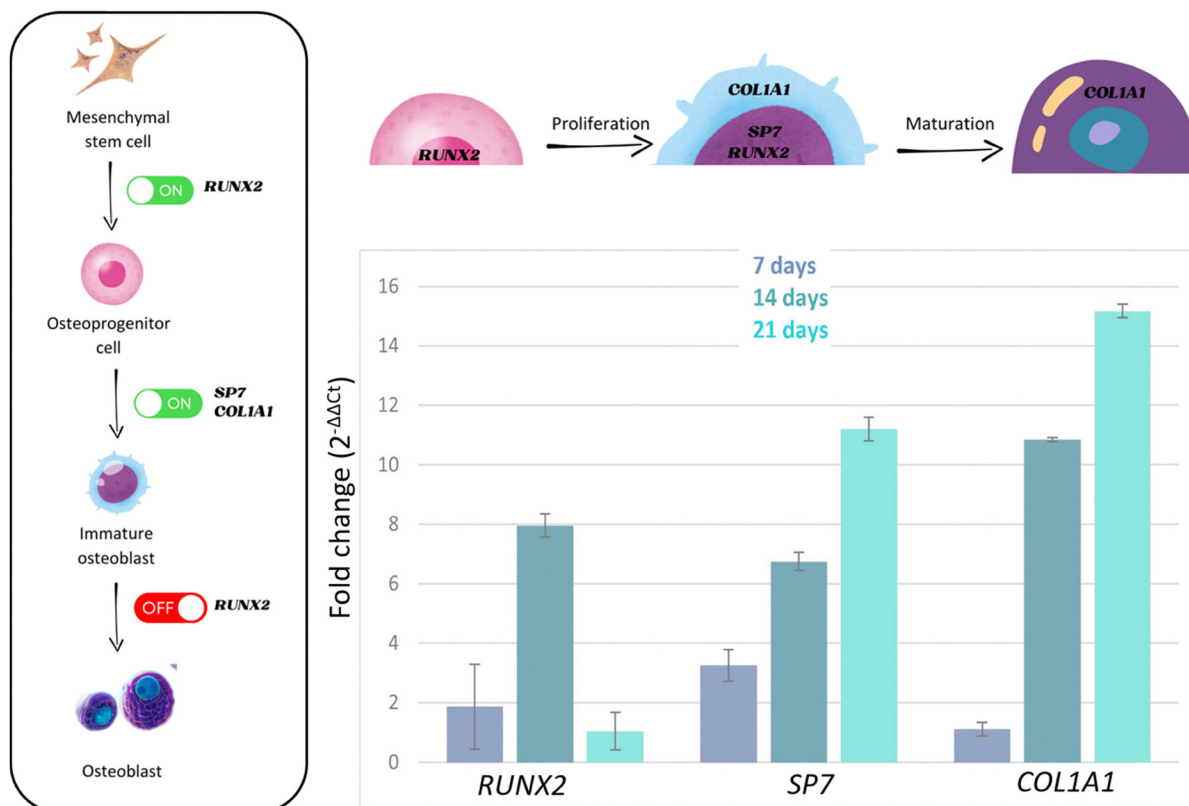 Mesenchymal
stem cell
ON
RUNX2
Osteoprogenitor
cell
ON
SP7
COL1A1
Immature
osteoblast
OFF
RUNX2
Osteoblast
RUNX2
Proliferation
COL1A1
SP7
RUNX2
Maturation
COL1A1
7 days
14 days
21 days
Fold change (2-ΔΔCt)
16
14
12
10
8
6
4
2
0
RUNX2
SP7
COL1A1